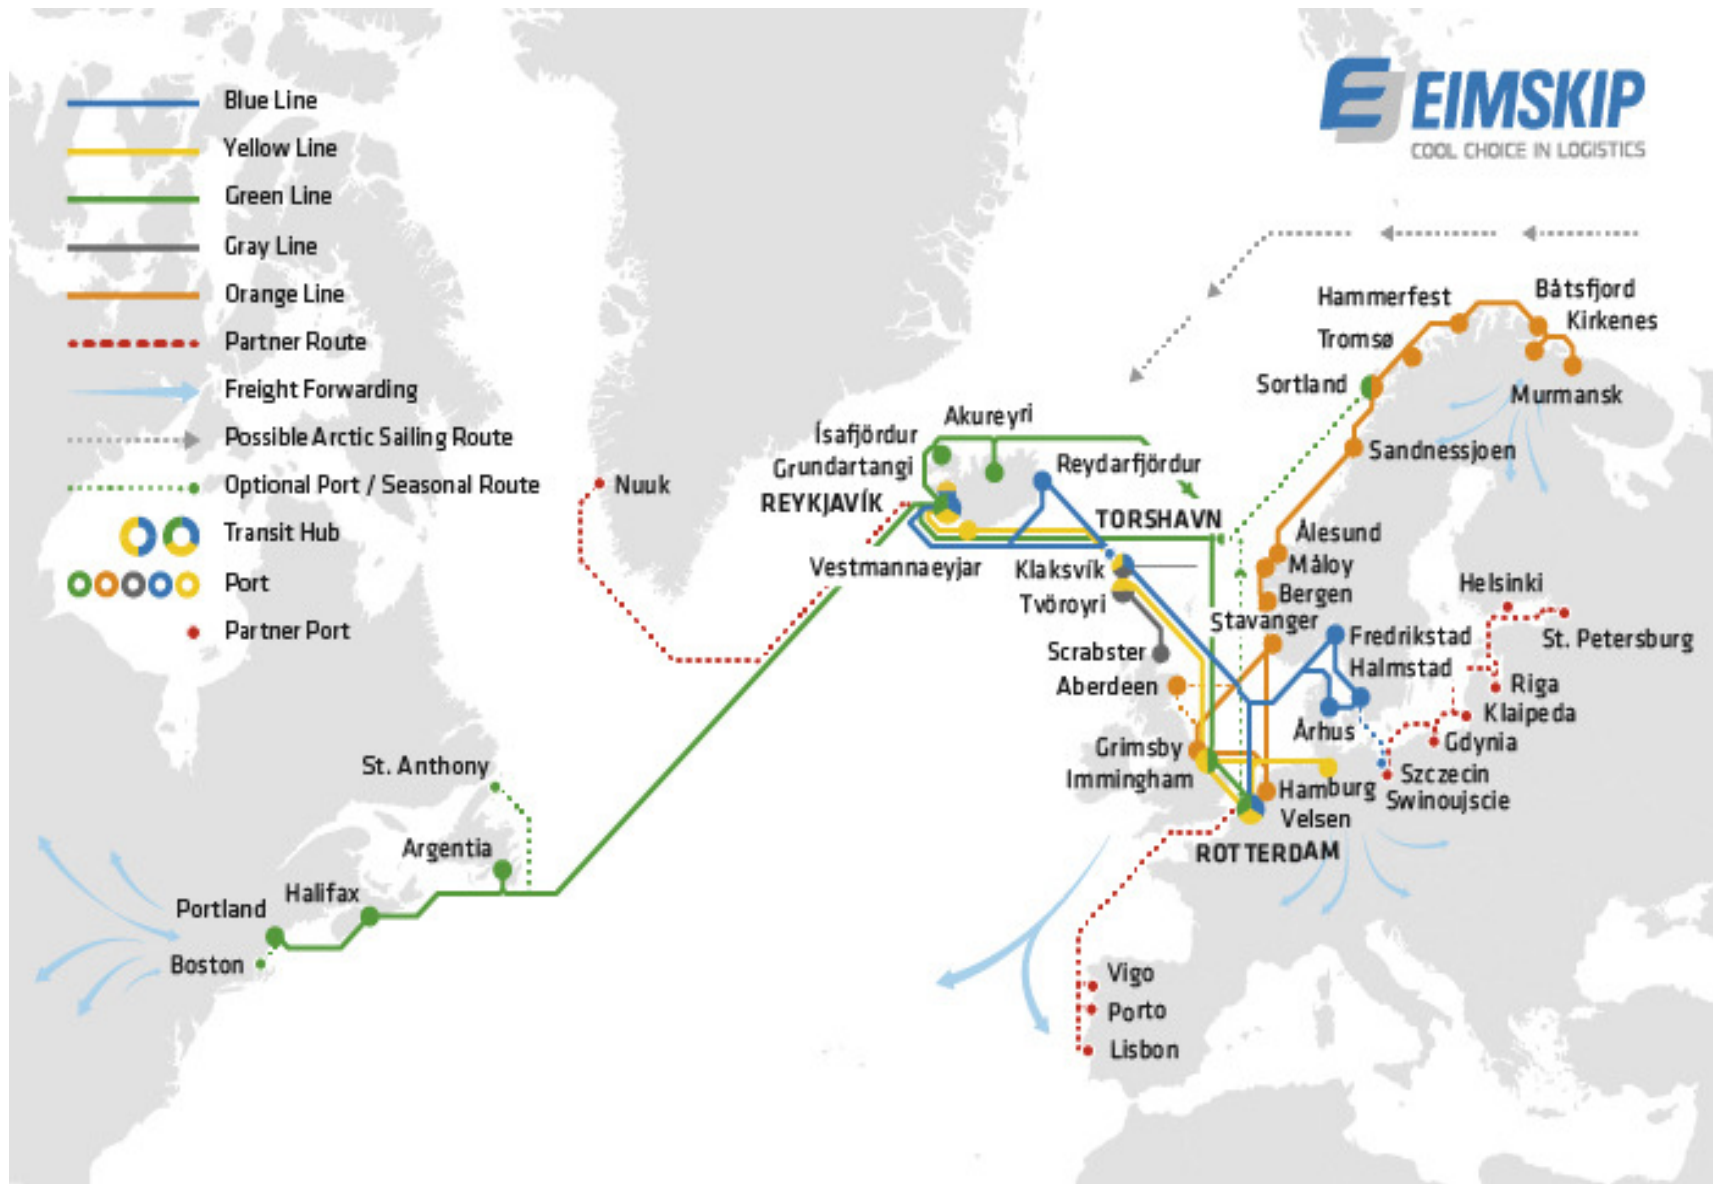 EIMSKIP
COOL CHOICE IN LOGISTICS
Blue Line
Yellow Line
Green Line
Gray Line
Orange Line
Partner Route
Freight Forwarding
Possible Arctic Sailing Route
Optional Port / Seasonal Route
Transit Hub
Port
Partner Port
Hammerfest
Båtsfjord
Kirkenes
Tromsø
Sortland
Murmansk
Sandnessjoen
Akureyri
Ísafjördur
Grundartangi
REYKJAVÍK
Reydarfjördur
TORSHAVN
Nuuk
Vestmannaeyjar
Klaksvík
Tvöroyri
Ålesund
Måloy
Bergen
Stavanger
Helsinki
St. Petersburg
Fredrikstad
Halmstad
Scrabster
Aberdeen
Riga
Klaipeda
Århus
Gdynia
Grimsby
Immingham
Szczecin
Swinoujscie
Hamburg
Velsen
ROTTERDAM
St. Anthony
Argentia
Halifax
Portland
Boston
Vigo
Porto
Lisbon